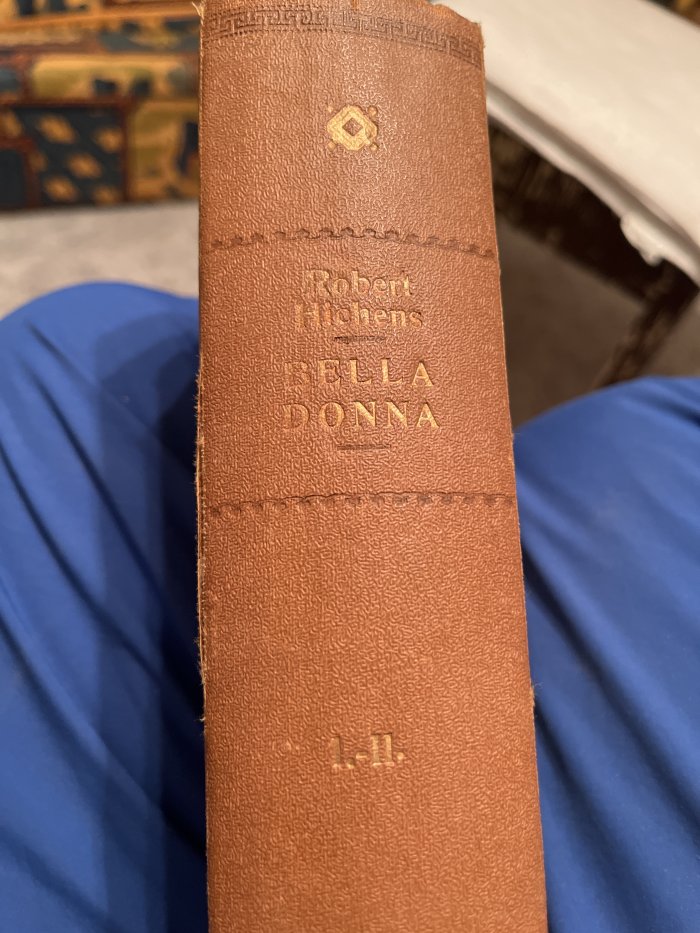 Robert
Hichens
BELLA
DONNA
I.-II.